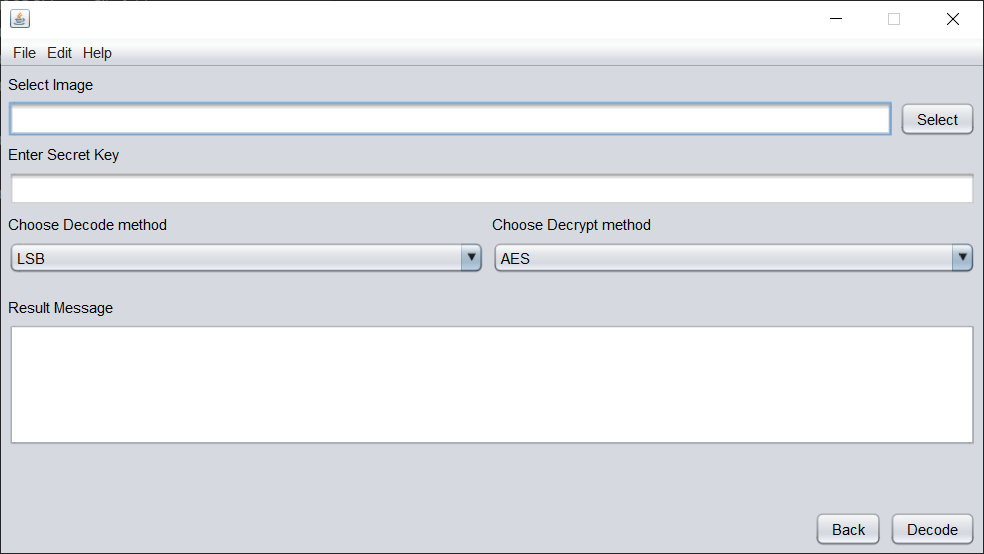 File Edit Help
Select Image
Select
Enter Secret Key
Choose Decode method Choose Decrypt method
LSB AES
Result Message
Back Decode